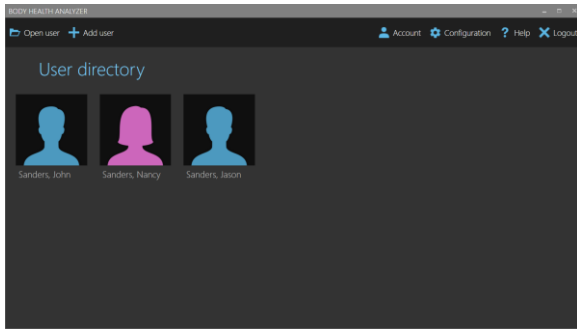 BODY HEALTH ANALYZER
Open user Add user Account Configuration ? Help Logout
User directory
Sanders, John Sanders, Nancy Sanders, Jason